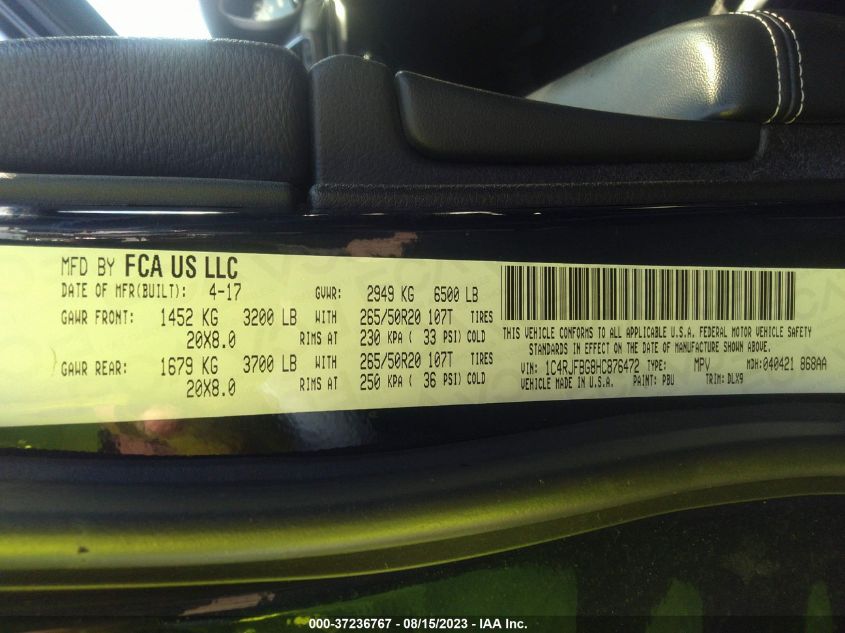 MFD BY FCA US LLC
DATE OF MFR(BUILT): 4-17 GVWR: 2949 KG 6500 LB
GAWR FRONT: 1452 KG 3200 LB WITH 265/50R20 107T TIRES
20X8.0 RIMS AT 230 KPA ( 33 PSI) COLD
GAWR REAR: 1679 KG 3700 LB WITH 265/50R20 107T TIRES
20X8.0 RIMS AT 250 KPA ( 36 PSI) COLD
THIS VEHICLE CONFORMS TO ALL APPLICABLE U.S.A. FEDERAL MOTOR VEHICLE SAFETY
STANDARDS IN EFFECT ON THE DATE OF MANUFACTURE SHOWN ABOVE.
VIN: 1C4RJFBG8HC876472 TYPE: MPV MDH: 040421 868AA
VEHICLE MADE IN U.S.A. PAINT: PBU TRIM: DLX9
000-37236767 - 08/15/2023 - IAA Inc.